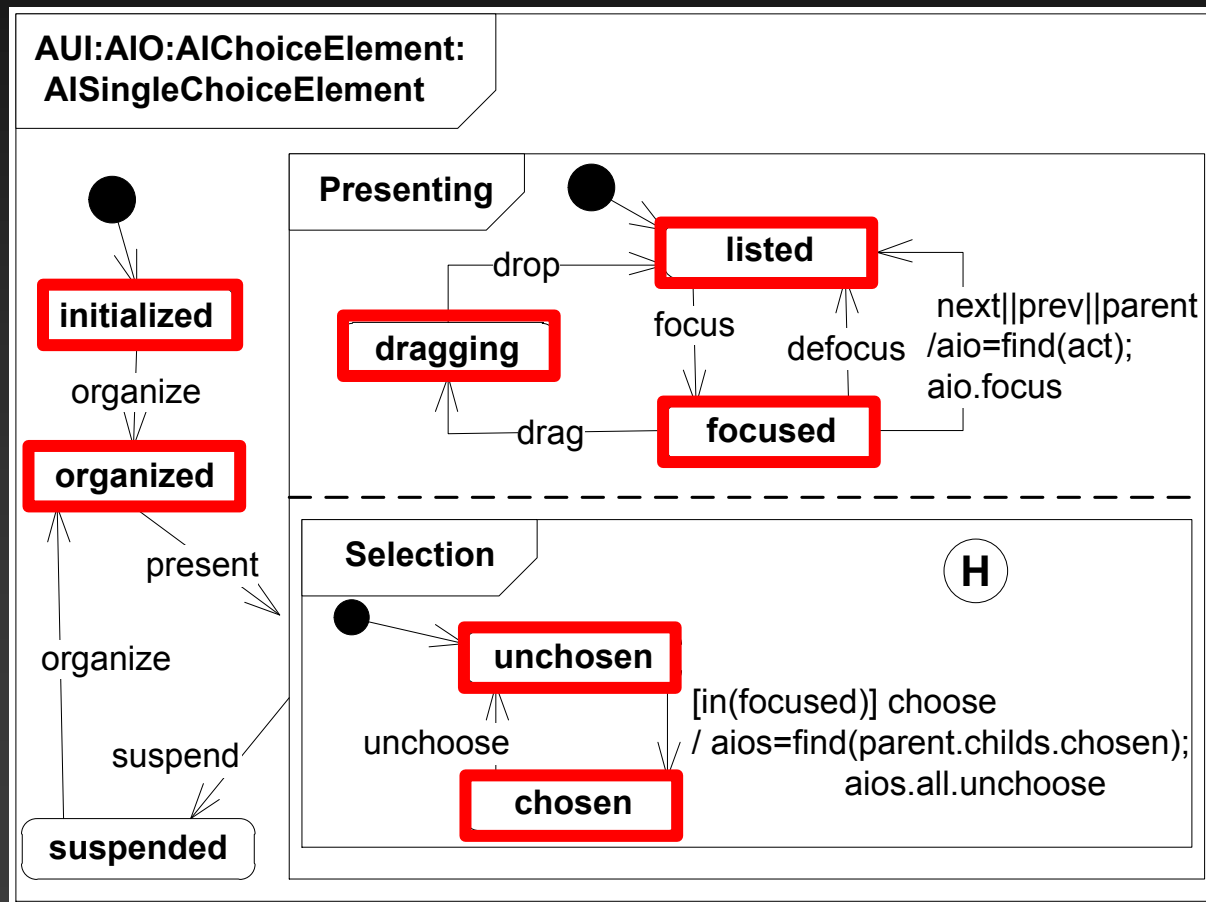 AUI:AIO:AIChoiceElement:
AISingleChoiceElement
Presenting
listed
drop
initialized
next||prev||parent
/aio=find(act);
aio.focus
focus
dragging
defocus
organize
drag
focused
organized
Selection
H
present
unchosen
organize
[in(focused)] choose
/ aios=find(parent.childs.chosen);
aios.all.unchoose
unchoose
suspend
chosen
suspended